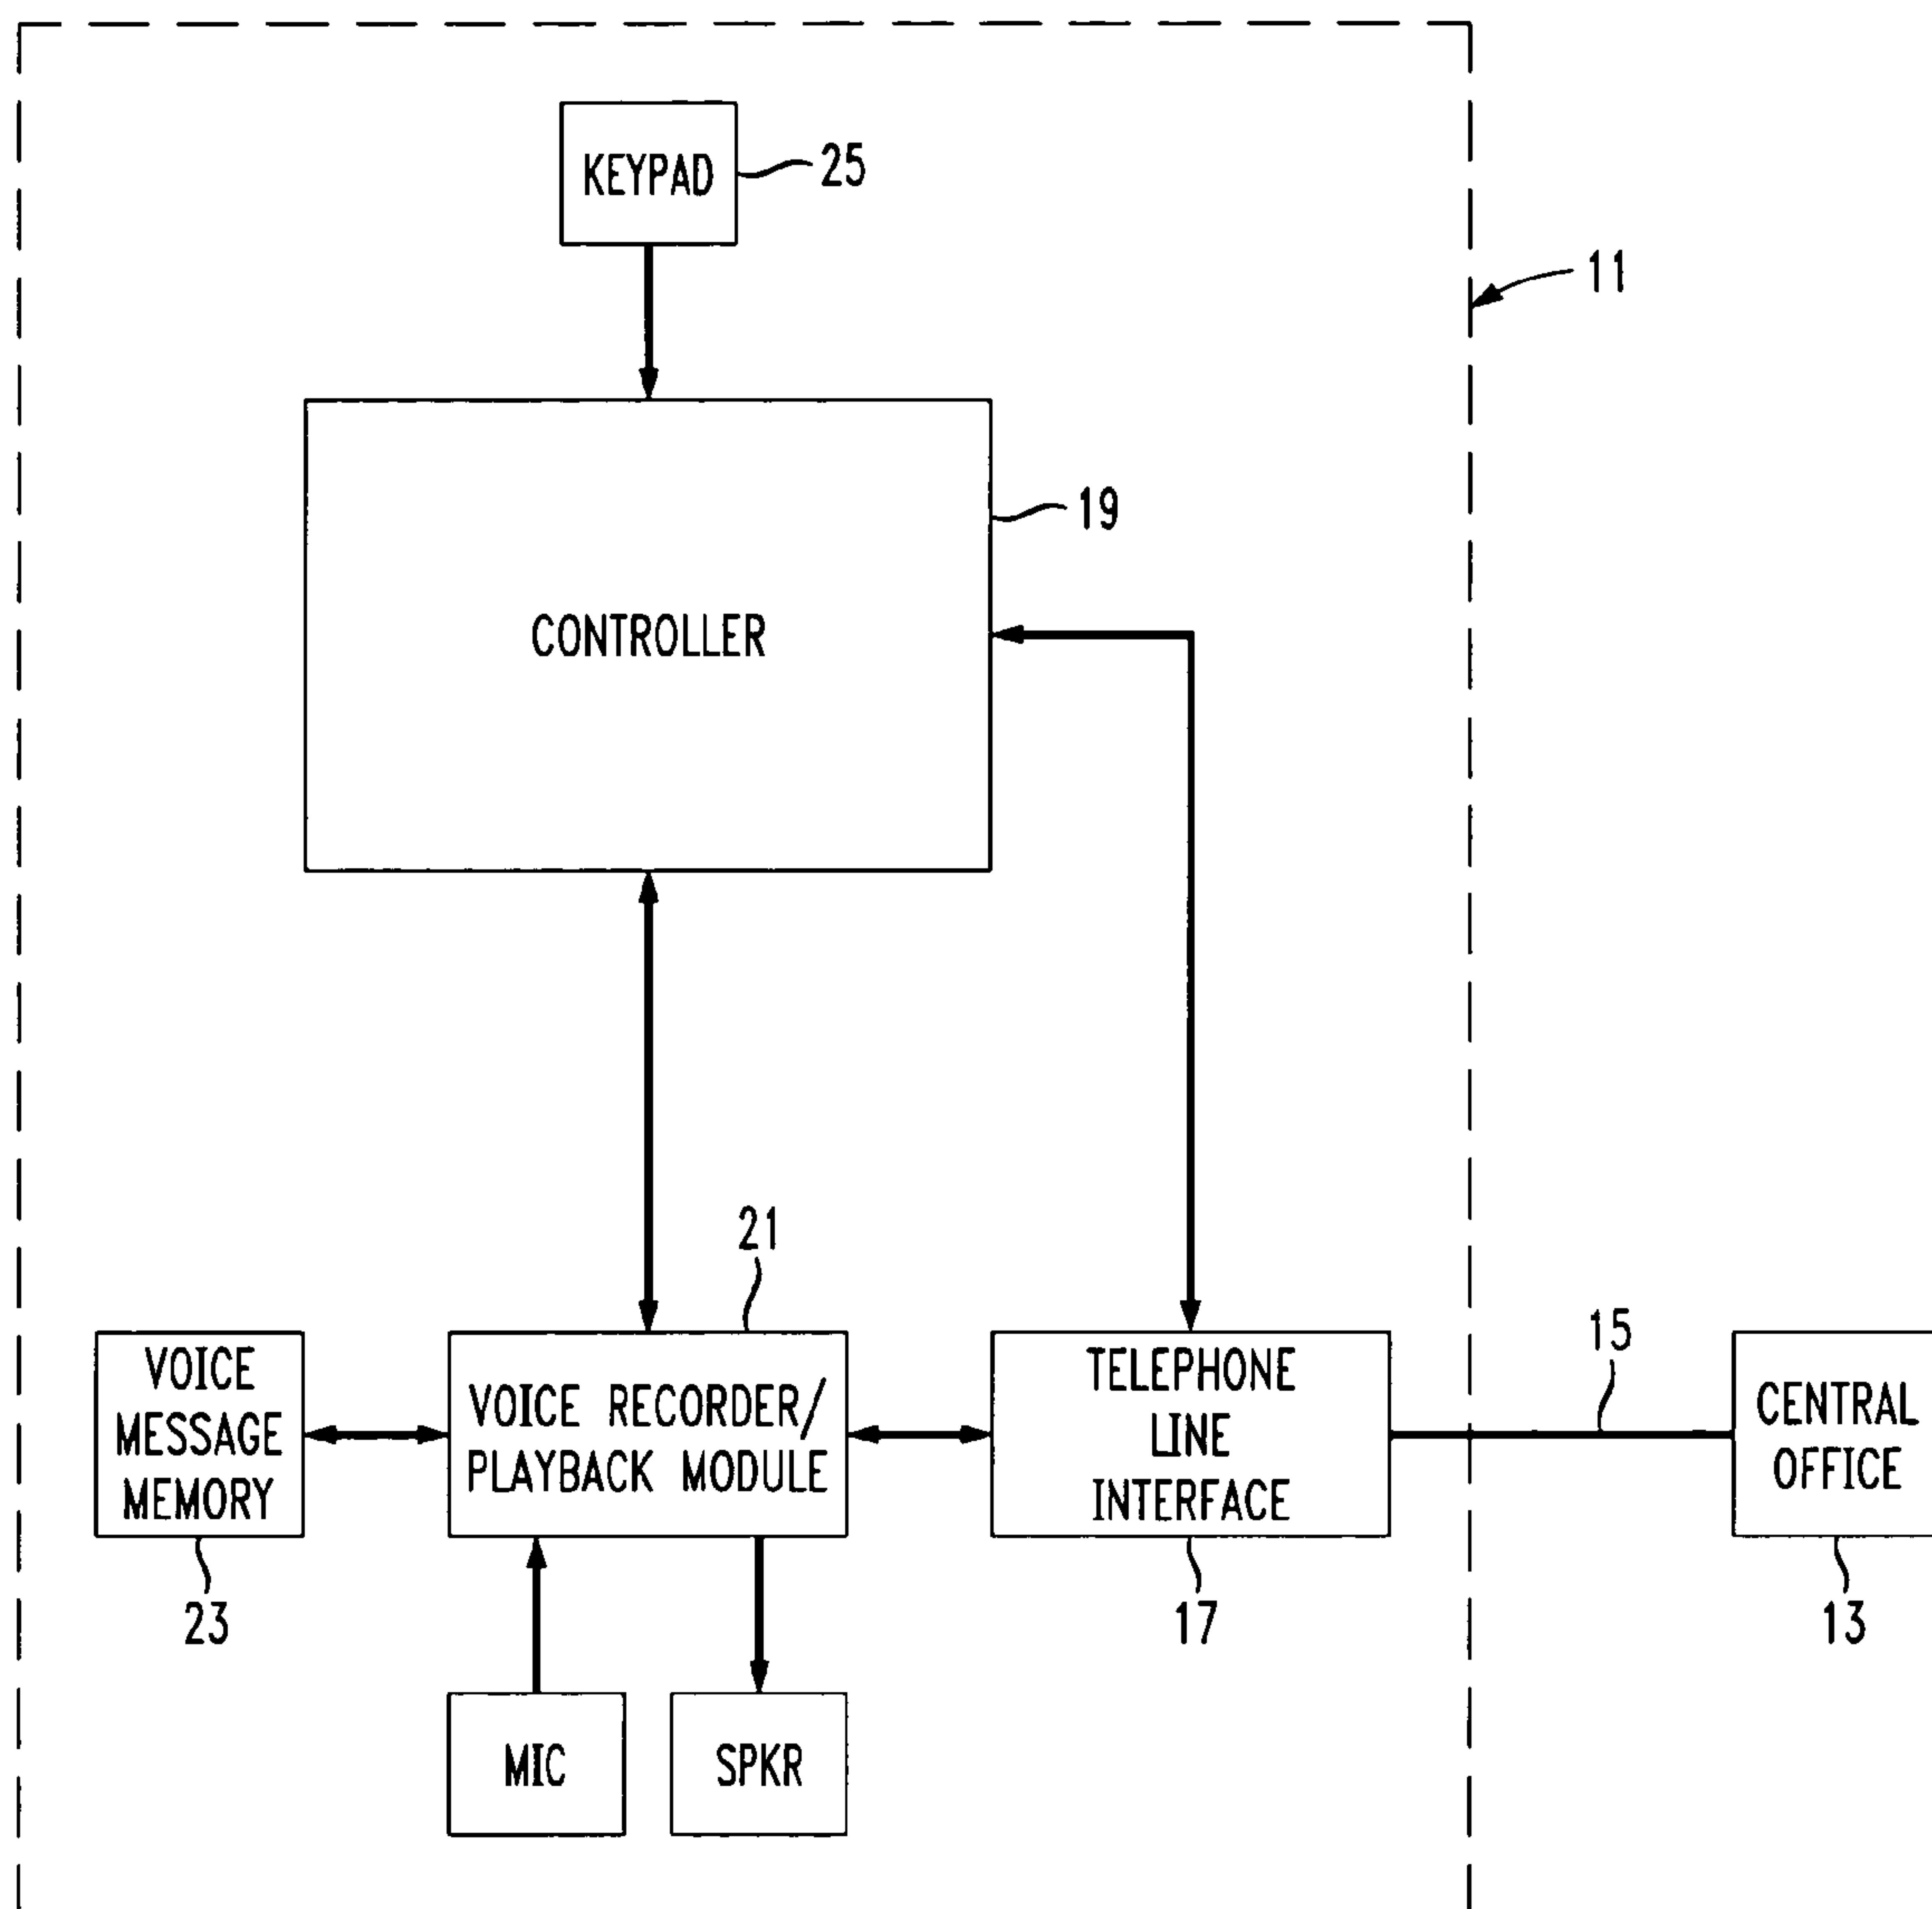 KEYPAD
25
11
19
CONTROLLER
21
15
VOICE
MESSAGE
MEMORY
VOICE RECORDER/
PLAYBACK MODULE
TELEPHONE
LINE
INTERFACE
CENTRAL
OFFICE
23
17
13
MIC
SPKR